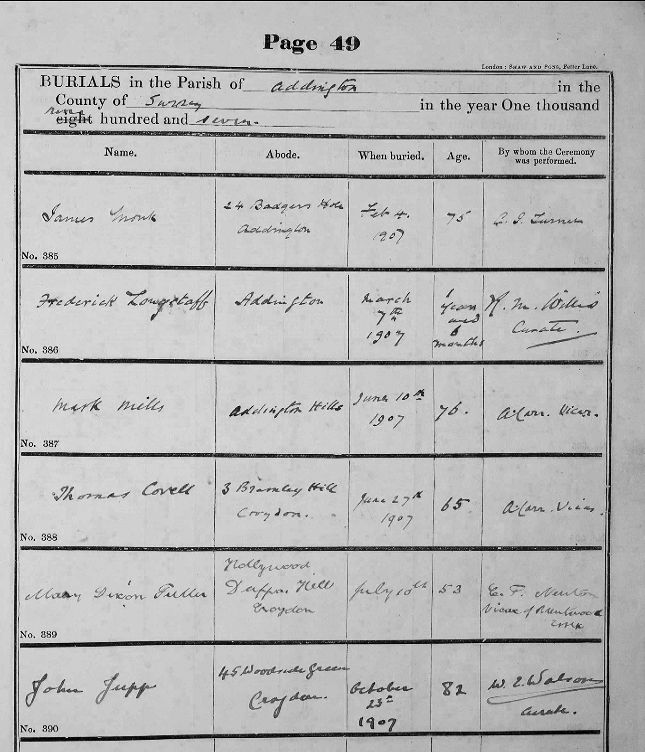 Page 49
London: SHAW AND SONS, Fetter Lane.
BURIALS in the Parish of Addington in the
County of Surrey in the year One thousand
nine
eight hundred and seven.
Name. Abode. When buried. Age. By whom the Ceremony was performed.
James Monk
24 Badgers Hole
Addington
Feb 4.
1907
75
No. 385
Frederick Longstaff
Addington
March
7th
1907
1
year
and
6
months
R. M. Willis
Curate.
No. 386
Mark Mills
Addington Hills
June 10th
1907
76.
A. Carr. Vicar.
No. 387
Thomas Covell
3 Bramley Hill
Croydon.
June 27th
1907
65.
A. Carr. Vicar.
No. 388
Mary Dixon Fuller
Hollywood
Duppas Hill
Croydon
July 10th
53
E. F. Newton
Vicar of Brentwood
Essex
No. 389
John Jupp
45 Woodside Green
Croydon.
October
23rd
1907
82
W. E. Watson
Curate.
No. 390